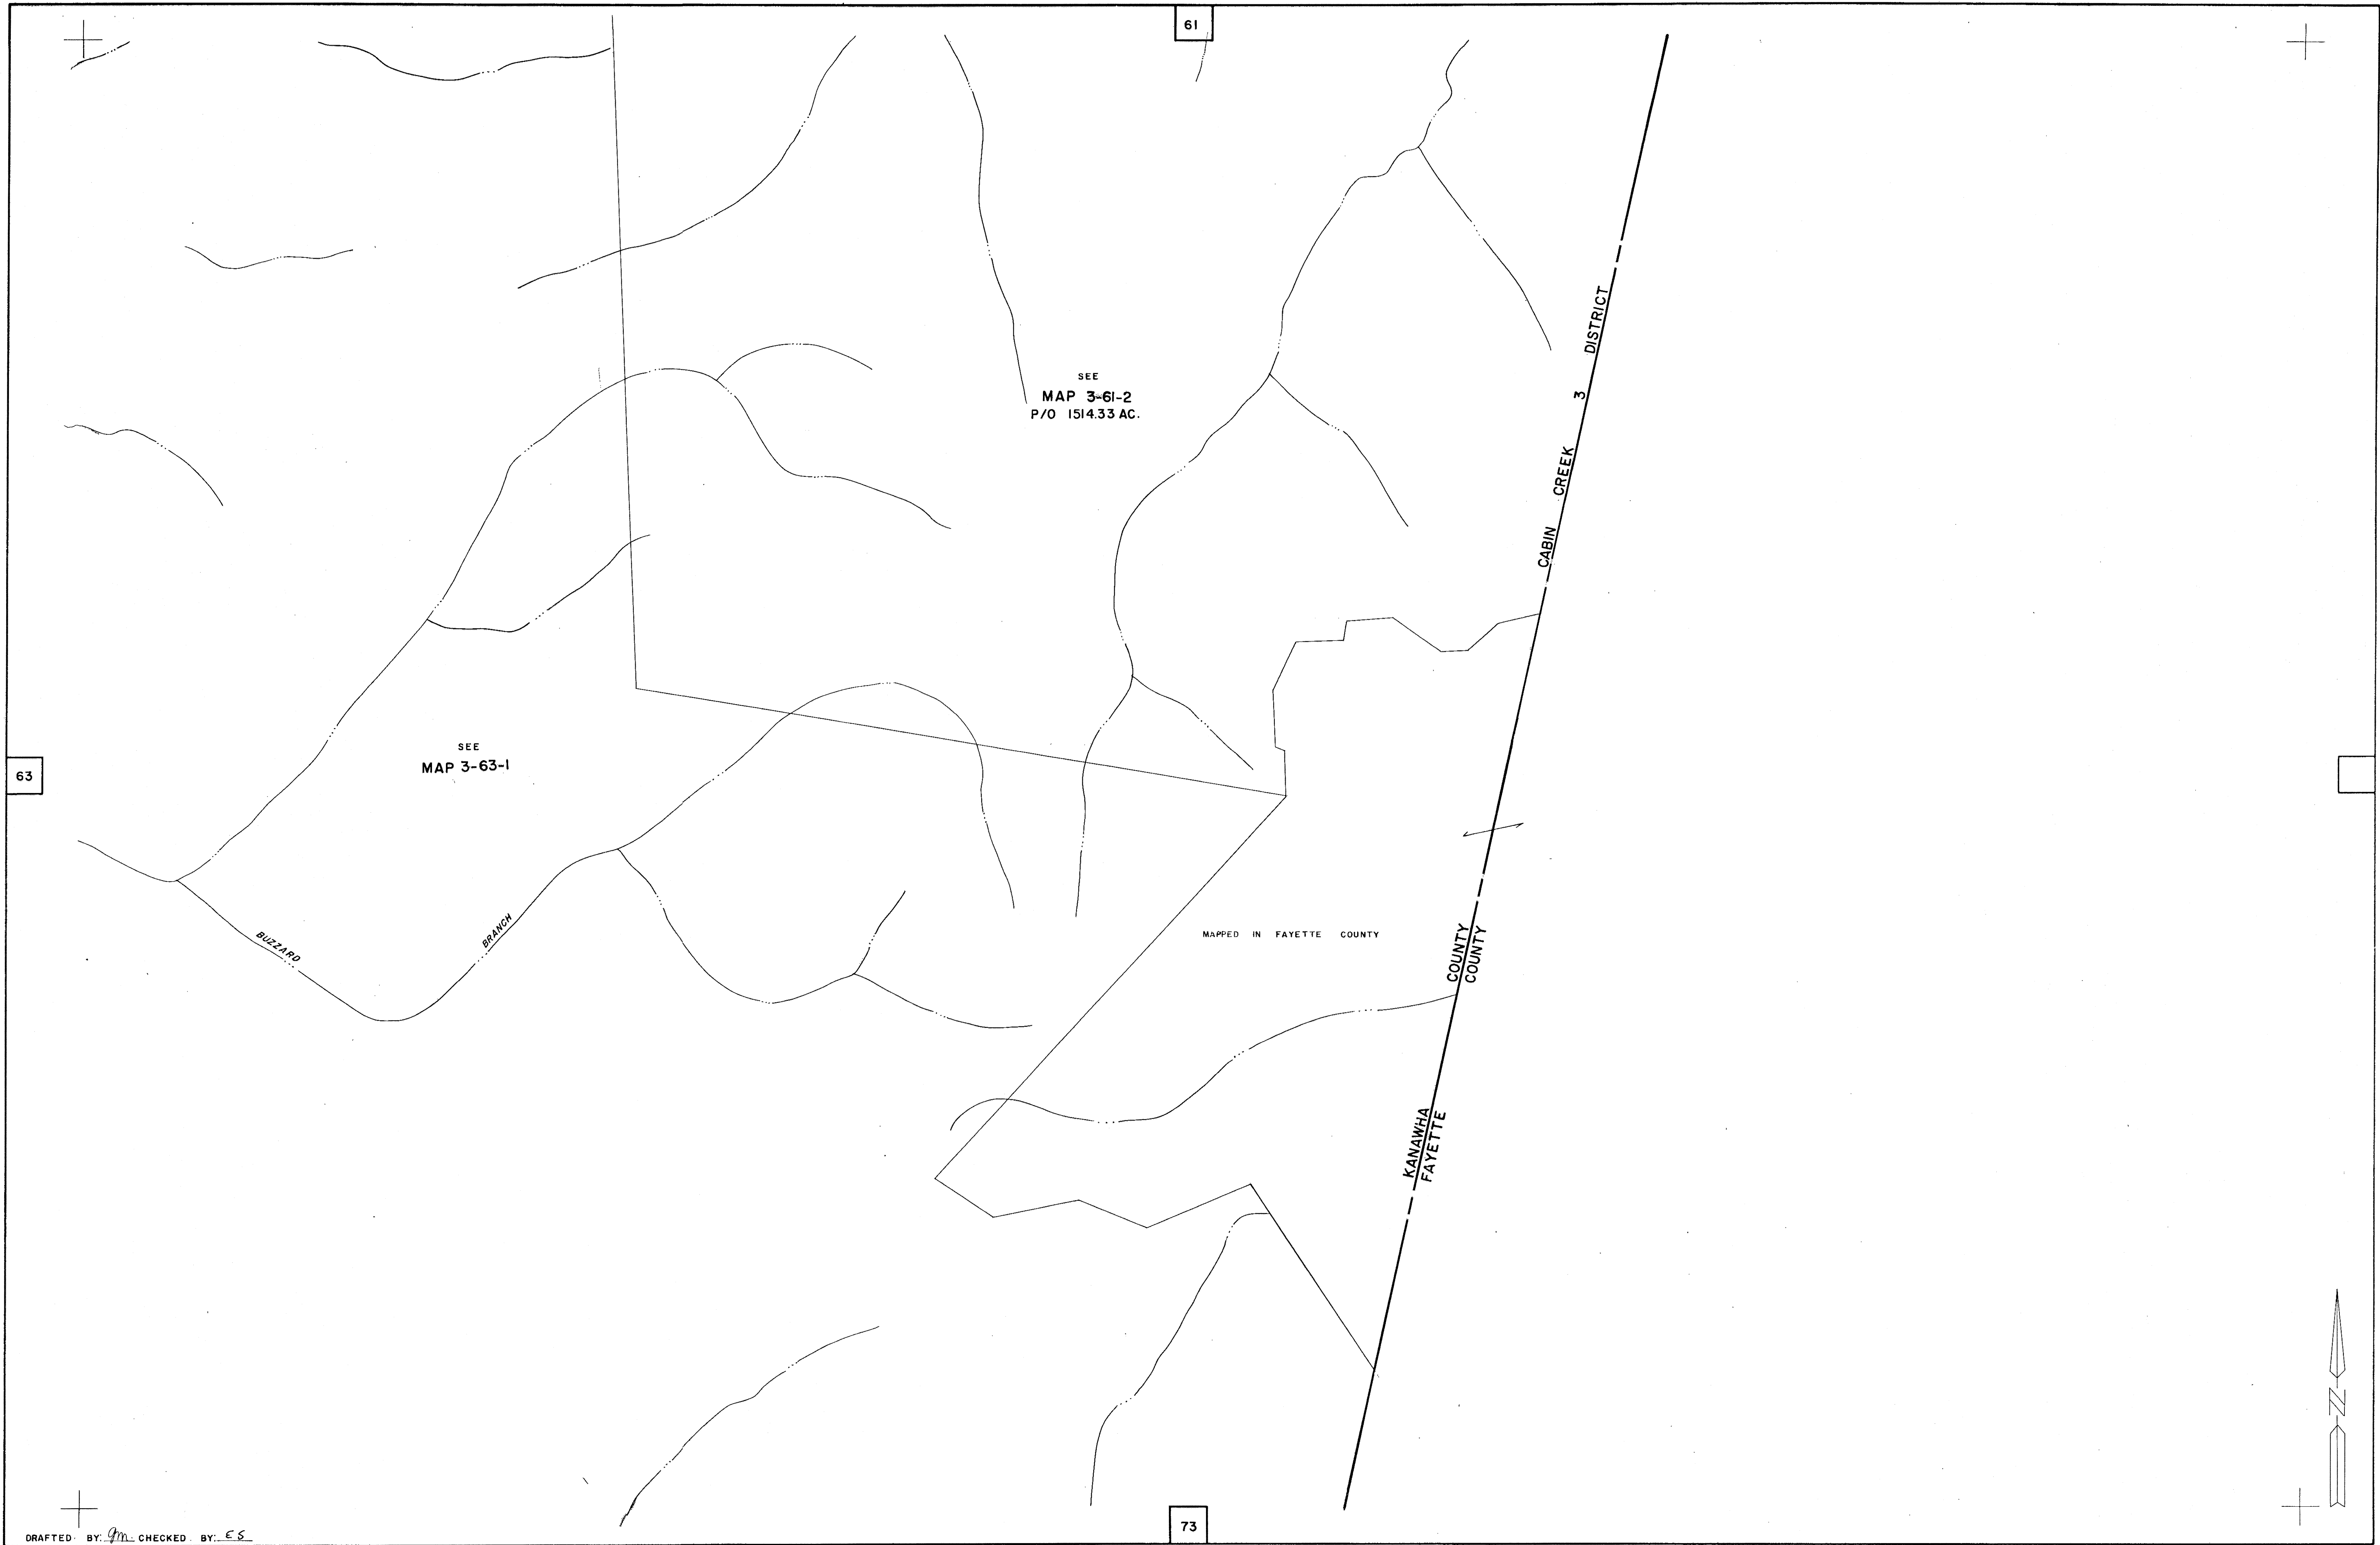 61
SEE
MAP 3-61-2
P/O 1514.33 AC.
CABIN CREEK 3 DISTRICT
SEE
MAP 3-63-1
63
BUZZARD BRANCH
MAPPED IN FAYETTE COUNTY
KANAWHA COUNTY
FAYETTE COUNTY
N
73
DRAFTED BY: JM. CHECKED BY: ES